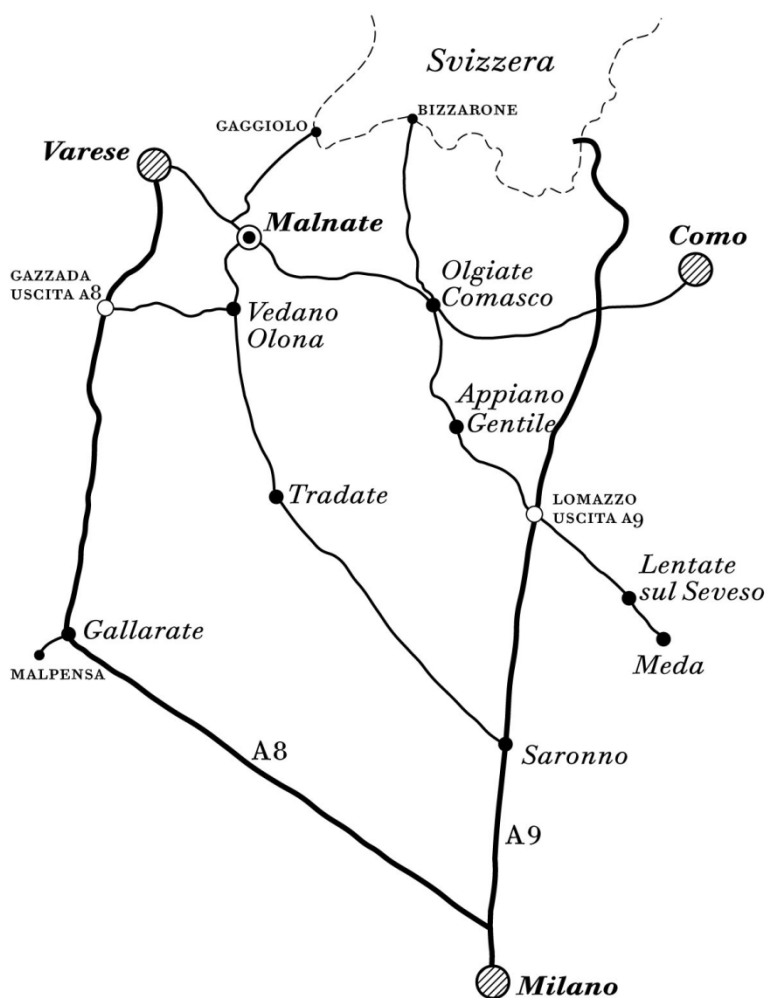 Svizzera
BIZZARONE
GAGGIOLO
Varese
Malnate
Como
GAZZADA
USCITA A8
Olgiate
Comasco
Vedano
Olona
Appiano
Gentile
Tradate
LOMAZZO
USCITA A9
Lentate
sul Seveso
Gallarate
Meda
MALPENSA
A8
Saronno
A9
Milano